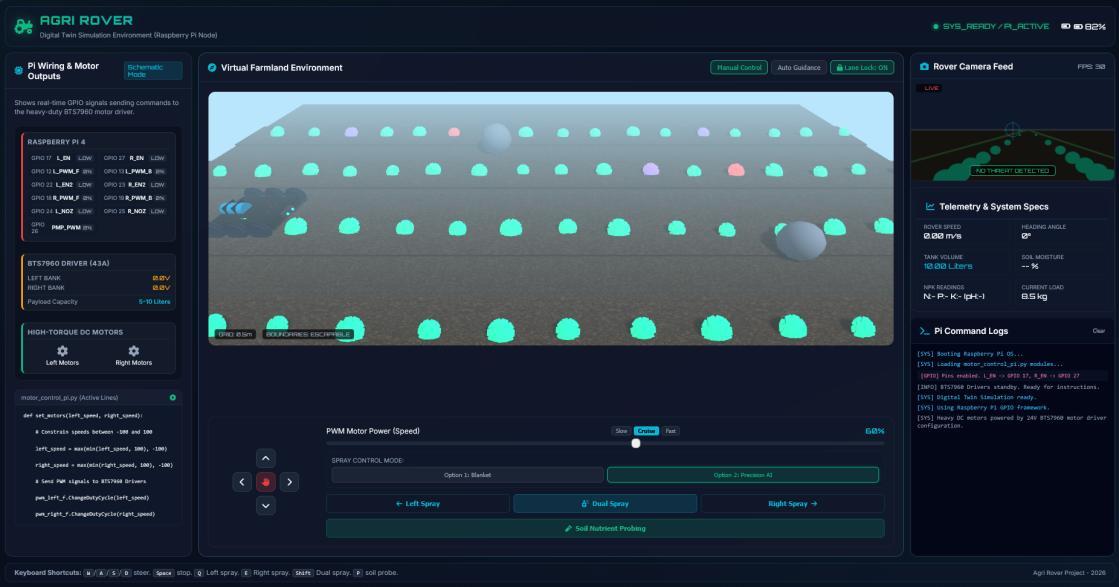 AGRI ROVER
Digital Twin Simulation Environment (Raspberry Pi Node)
SYS_READY / PI_ACTIVE
82%
Pi Wiring & Motor Outputs
Schematic Mode
Shows real-time GPIO signals sending commands to
the heavy-duty BTS7960 motor driver.
RASPBERRY PI 4
GPIO 17 L_EN LOW GPIO 27 R_EN LOW
GPIO 12 L_PWM_F 0% GPIO 13 L_PWM_B 0%
GPIO 22 L_EN2 LOW GPIO 23 R_EN2 LOW
GPIO 18 R_PWM_F 0% GPIO 19 R_PWM_B 0%
GPIO 24 L_NOZ LOW GPIO 25 R_NOZ LOW
GPIO 26 PMP_PWM 0%
BTS7960 DRIVER (43A)
LEFT BANK 0.0V
RIGHT BANK 0.0V
Payload Capacity 5-10 Liters
HIGH-TORQUE DC MOTORS
Left Motors Right Motors
motor_control_pi.py (Active Lines)
def set_motors(left_speed, right_speed):
# Constrain speeds between -100 and 100
left_speed = max(min(left_speed, 100), -100)
right_speed = max(min(right_speed, 100), -100)
# Send PWM signals to BTS7960 Drivers
pwm_left_f.ChangeDutyCycle(left_speed)
pwm_right_f.ChangeDutyCycle(right_speed)
Virtual Farmland Environment
Manual Control Auto Guidance Lane Lock: ON
GRID: 0.5m BOUNDARIES: ESCAPABLE
PWM Motor Power (Speed) Slow Cruise Fast 60%
SPRAY CONTROL MODE:
Option 1: Blanket Option 2: Precision AI
← Left Spray Dual Spray Right Spray →
Soil Nutrient Probing
Rover Camera Feed FPS: 30
LIVE
NO THREAT DETECTED
Telemetry & System Specs
ROVER SPEED HEADING ANGLE
0.00 m/s 0°
TANK VOLUME SOIL MOISTURE
10.00 Liters -- %
NPK READINGS CURRENT LOAD
N:- P:- K:- (pH:-) 8.5 kg
Pi Command Logs Clear
[SYS] Booting Raspberry Pi OS...
[SYS] Loading motor_control_pi.py modules...
[GPIO] Pins enabled. L_EN -> GPIO 17, R_EN -> GPIO 27
[INFO] BTS7960 Drivers standby. Ready for instructions.
[SYS] Digital Twin Simulation ready.
[SYS] Using Raspberry Pi GPIO framework.
[SYS] Heavy DC motors powered by 24V BTS7960 motor driver
configuration.
Keyboard Shortcuts: W / A / S / D steer. Space stop. Q Left spray. E Right spray. Shift Dual spray. P soil probe.
Agri Rover Project - 2026